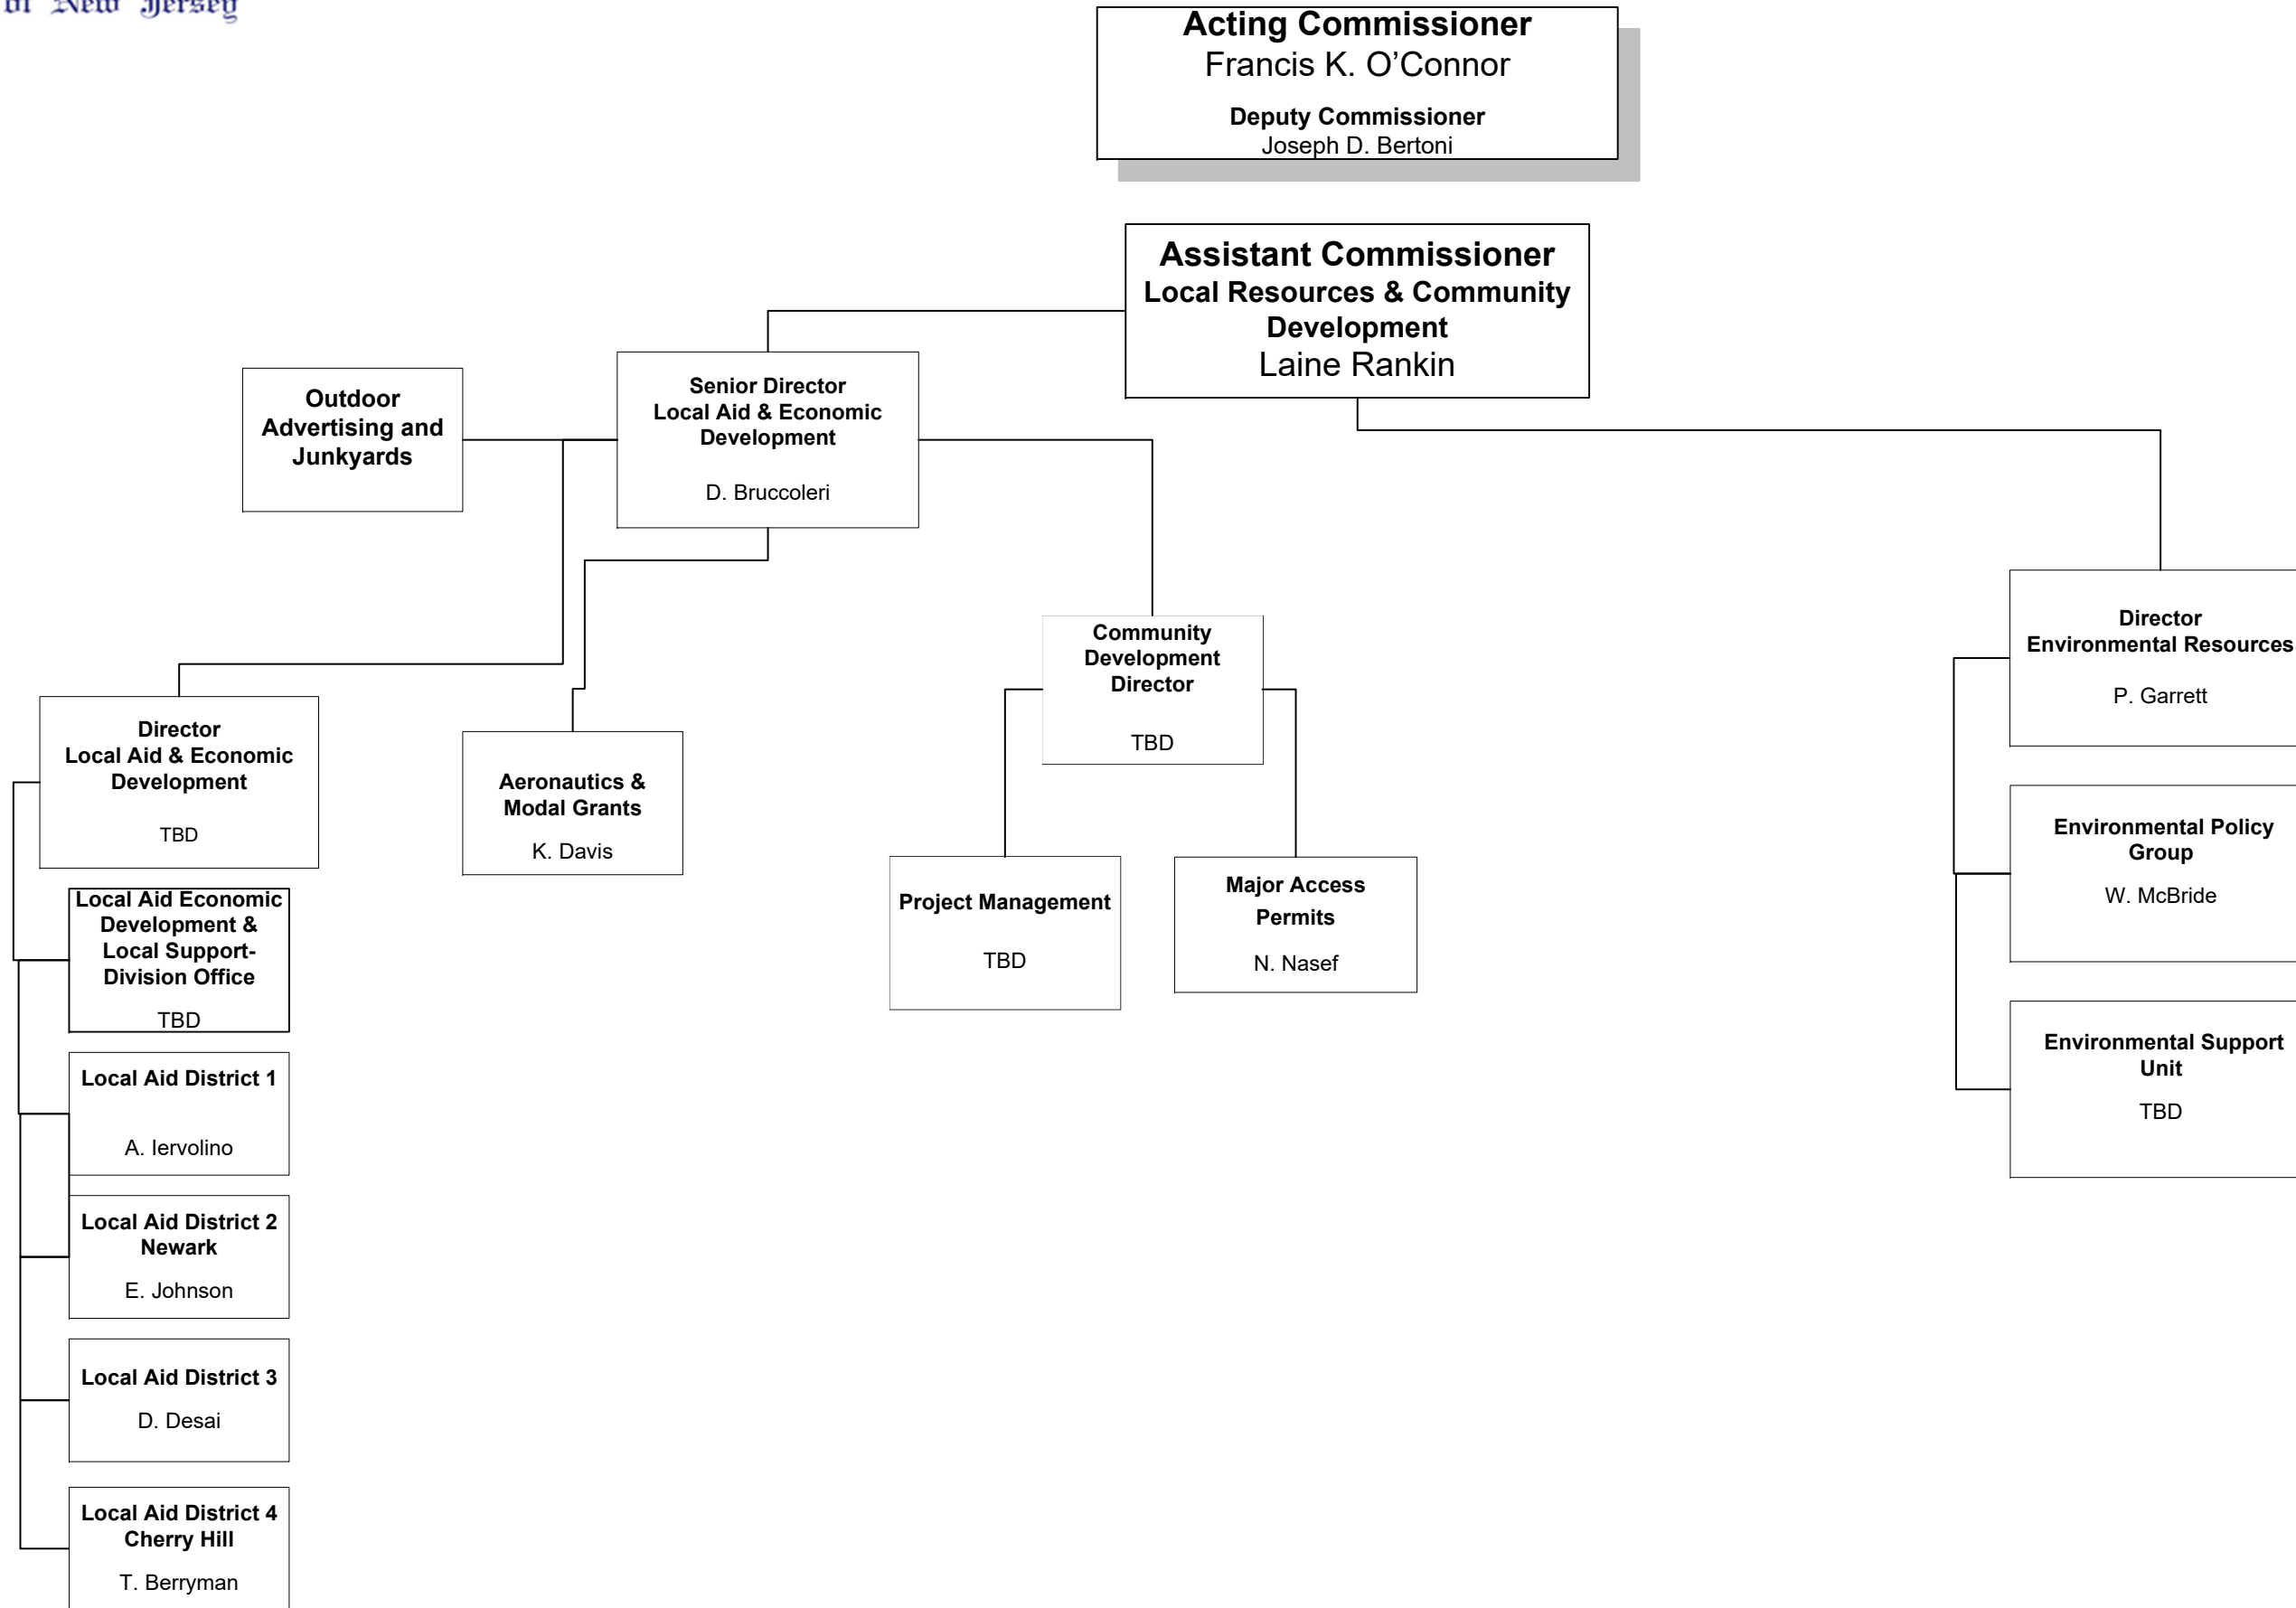 of New Jersey
Acting Commissioner
Francis K. O’Connor
Deputy Commissioner
Joseph D. Bertoni
Assistant Commissioner
Local Resources & Community
Development
Laine Rankin
Outdoor
Advertising and
Junkyards
Senior Director
Local Aid & Economic
Development
D. Bruccoleri
Director
Local Aid & Economic
Development
TBD
Aeronautics &
Modal Grants
K. Davis
Community
Development
Director
TBD
Director
Environmental Resources
P. Garrett
Project Management
TBD
Major Access
Permits
N. Nasef
Environmental Policy
Group
W. McBride
Environmental Support
Unit
TBD
Local Aid Economic
Development &
Local Support-
Division Office
TBD
Local Aid District 1
A. Iervolino
Local Aid District 2
Newark
E. Johnson
Local Aid District 3
D. Desai
Local Aid District 4
Cherry Hill
T. Berryman